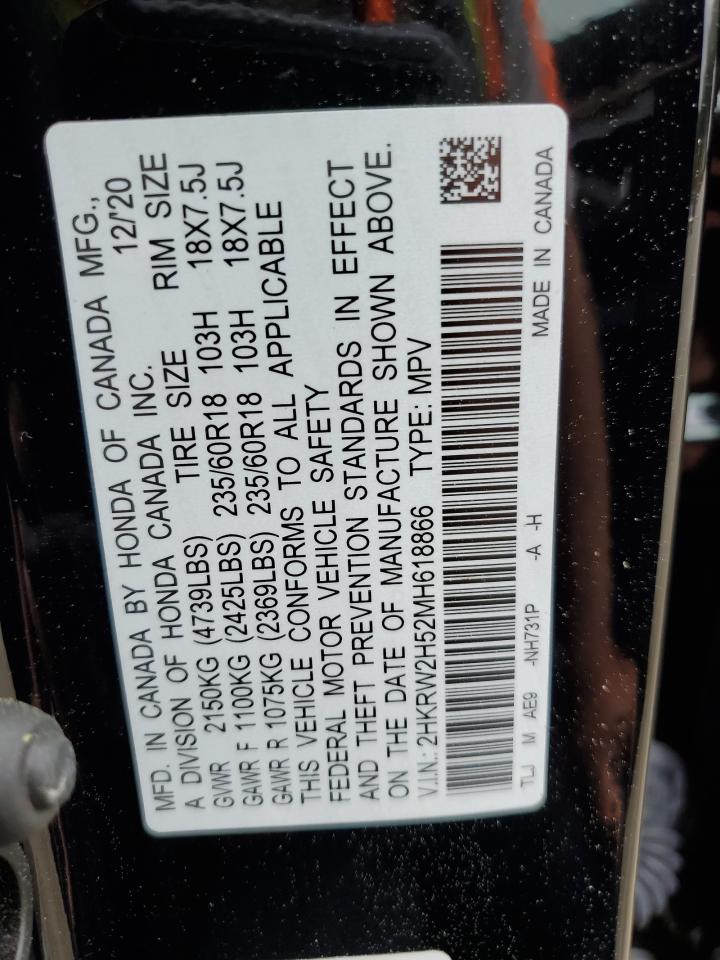 MFD. IN CANADA BY HONDA OF CANADA MFG.,
A DIVISION OF HONDA CANADA INC. 12/'20
GVWR 2150KG (4739LBS) TIRE SIZE RIM SIZE
GAWR F 1100KG (2425LBS) 235/60R18 103H 18X7.5J
GAWR R 1075KG (2369LBS) 235/60R18 103H 18X7.5J
THIS VEHICLE CONFORMS TO ALL APPLICABLE
FEDERAL MOTOR VEHICLE SAFETY
AND THEFT PREVENTION STANDARDS IN EFFECT
ON THE DATE OF MANUFACTURE SHOWN ABOVE.
V.I.N.: 2HKRW2H52MH618866 TYPE: MPV
TLJ M AE9 -NH731P -A -H MADE IN CANADA